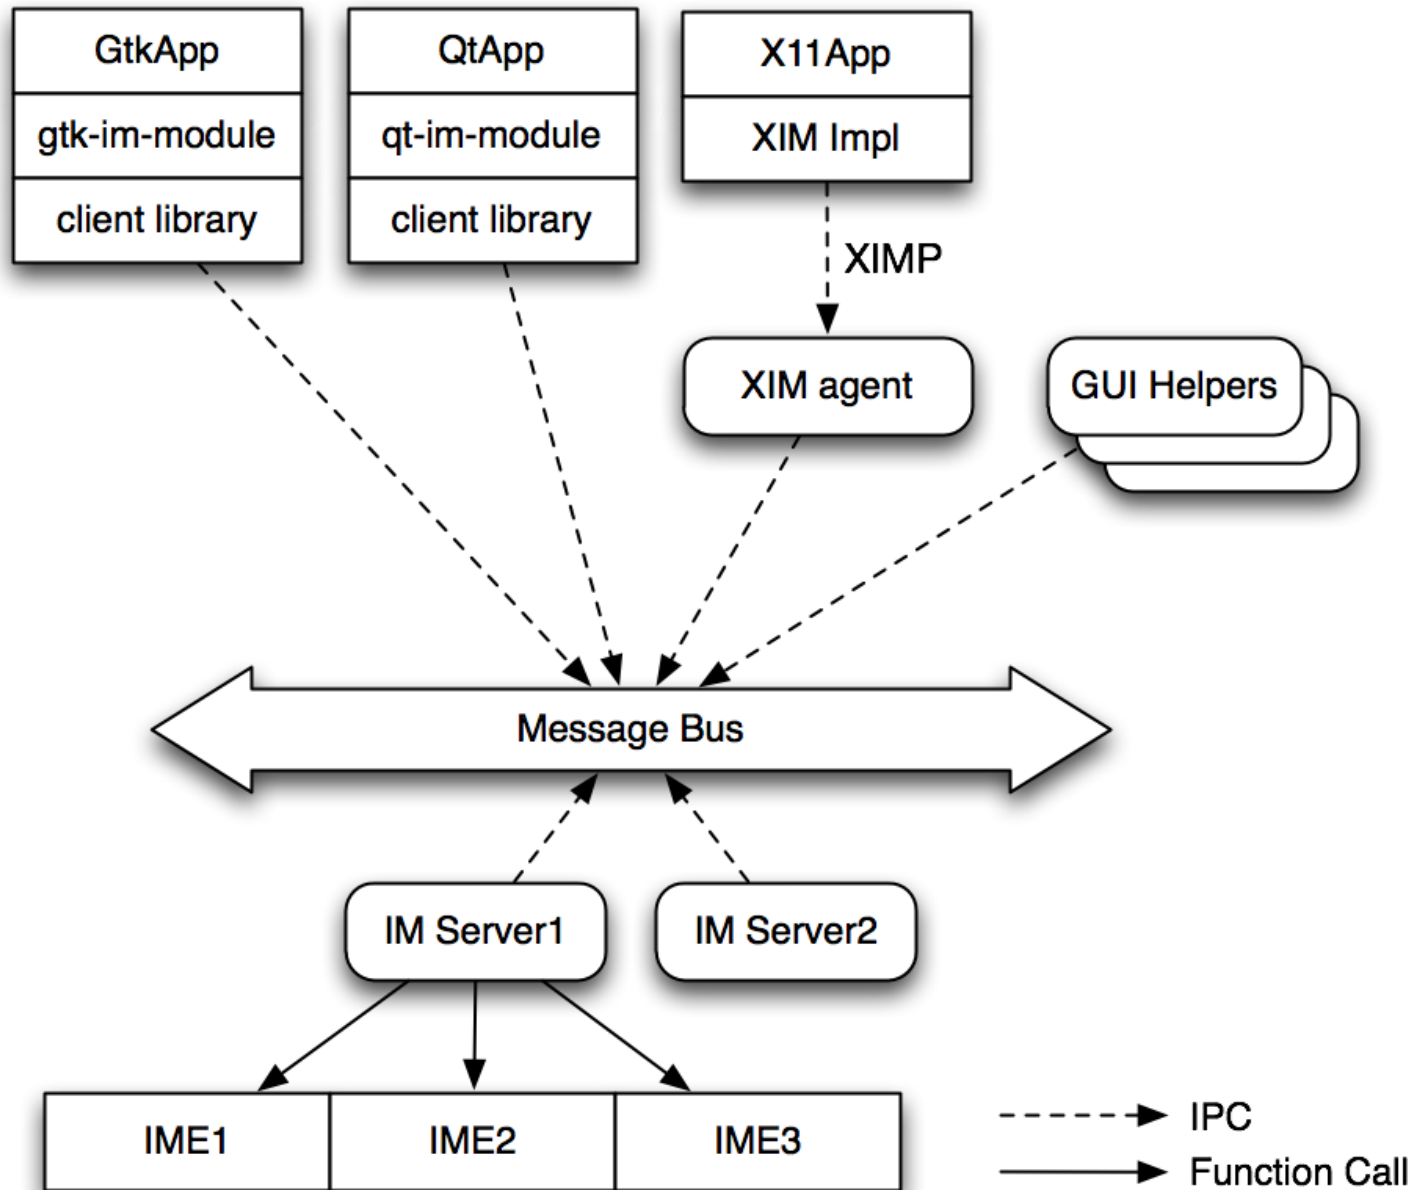 GtkApp
gtk-im-module
client library
QtApp
qt-im-module
client library
X11App
XIM Impl
XIMP
XIM agent
GUI Helpers
Message Bus
IM Server1
IM Server2
IME1
IME2
IME3
IPC
Function Call